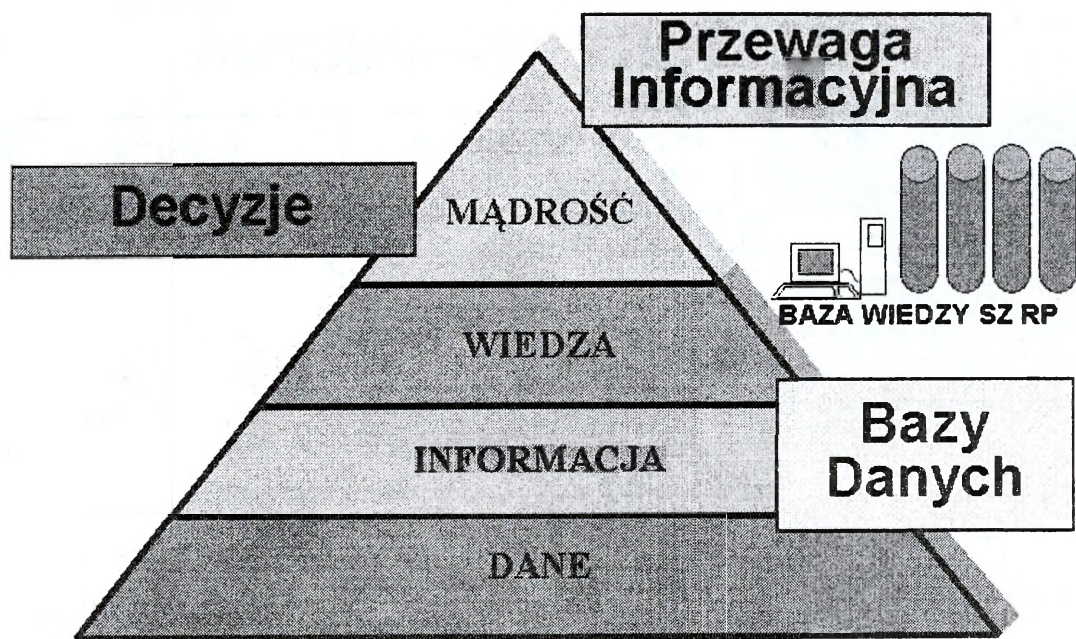 Przewaga
Informacyjna
Decyzje
MĄDROŚĆ
BAZA WIEDZY SZ RP
WIEDZA
Bazy
Danych
INFORMACJA
DANE